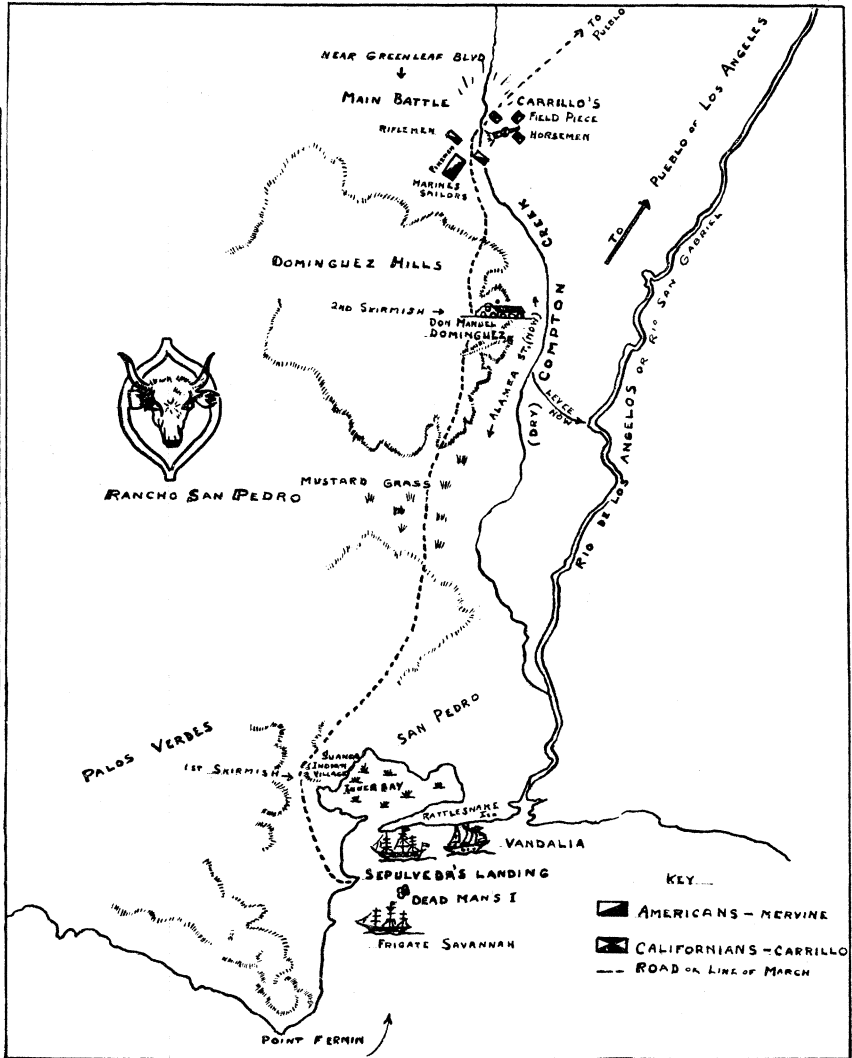 TO
PUEBLO
NEAR GREENLEAF BLVD
MAIN BATTLE
CARRILLO'S
FIELD PIECE
HORSEMEN
RIFLEMEN
MARINES
SAILORS
PUEBLO OF LOS ANGELES
TO
CREEK
DOMINGUEZ HILLS
2ND SKIRMISH
DON MANUEL
DOMINGUEZ
ALAMEA ST. (NOW)
COMPTON
(DRY)
LEVEE
NOW
RIO DE LOS ANGELOS OR RIO SAN GABRIEL
MUSTARD GRASS
RANCHO SAN PEDRO
SAN PEDRO
PALOS VERDES
1ST SKIRMISH
SUANGA
INDIAN
VILLAGE
INNER BAY
RATTLESNAKE
ISL
VANDALIA
SEPULVEBA'S LANDING
DEAD MAN'S I
FRIGATE SAVANNAH
POINT FERMIN
KEY
AMERICANS - MERVINE
CALIFORNIANS - CARRILLO
ROAD OR LINE OF MARCH